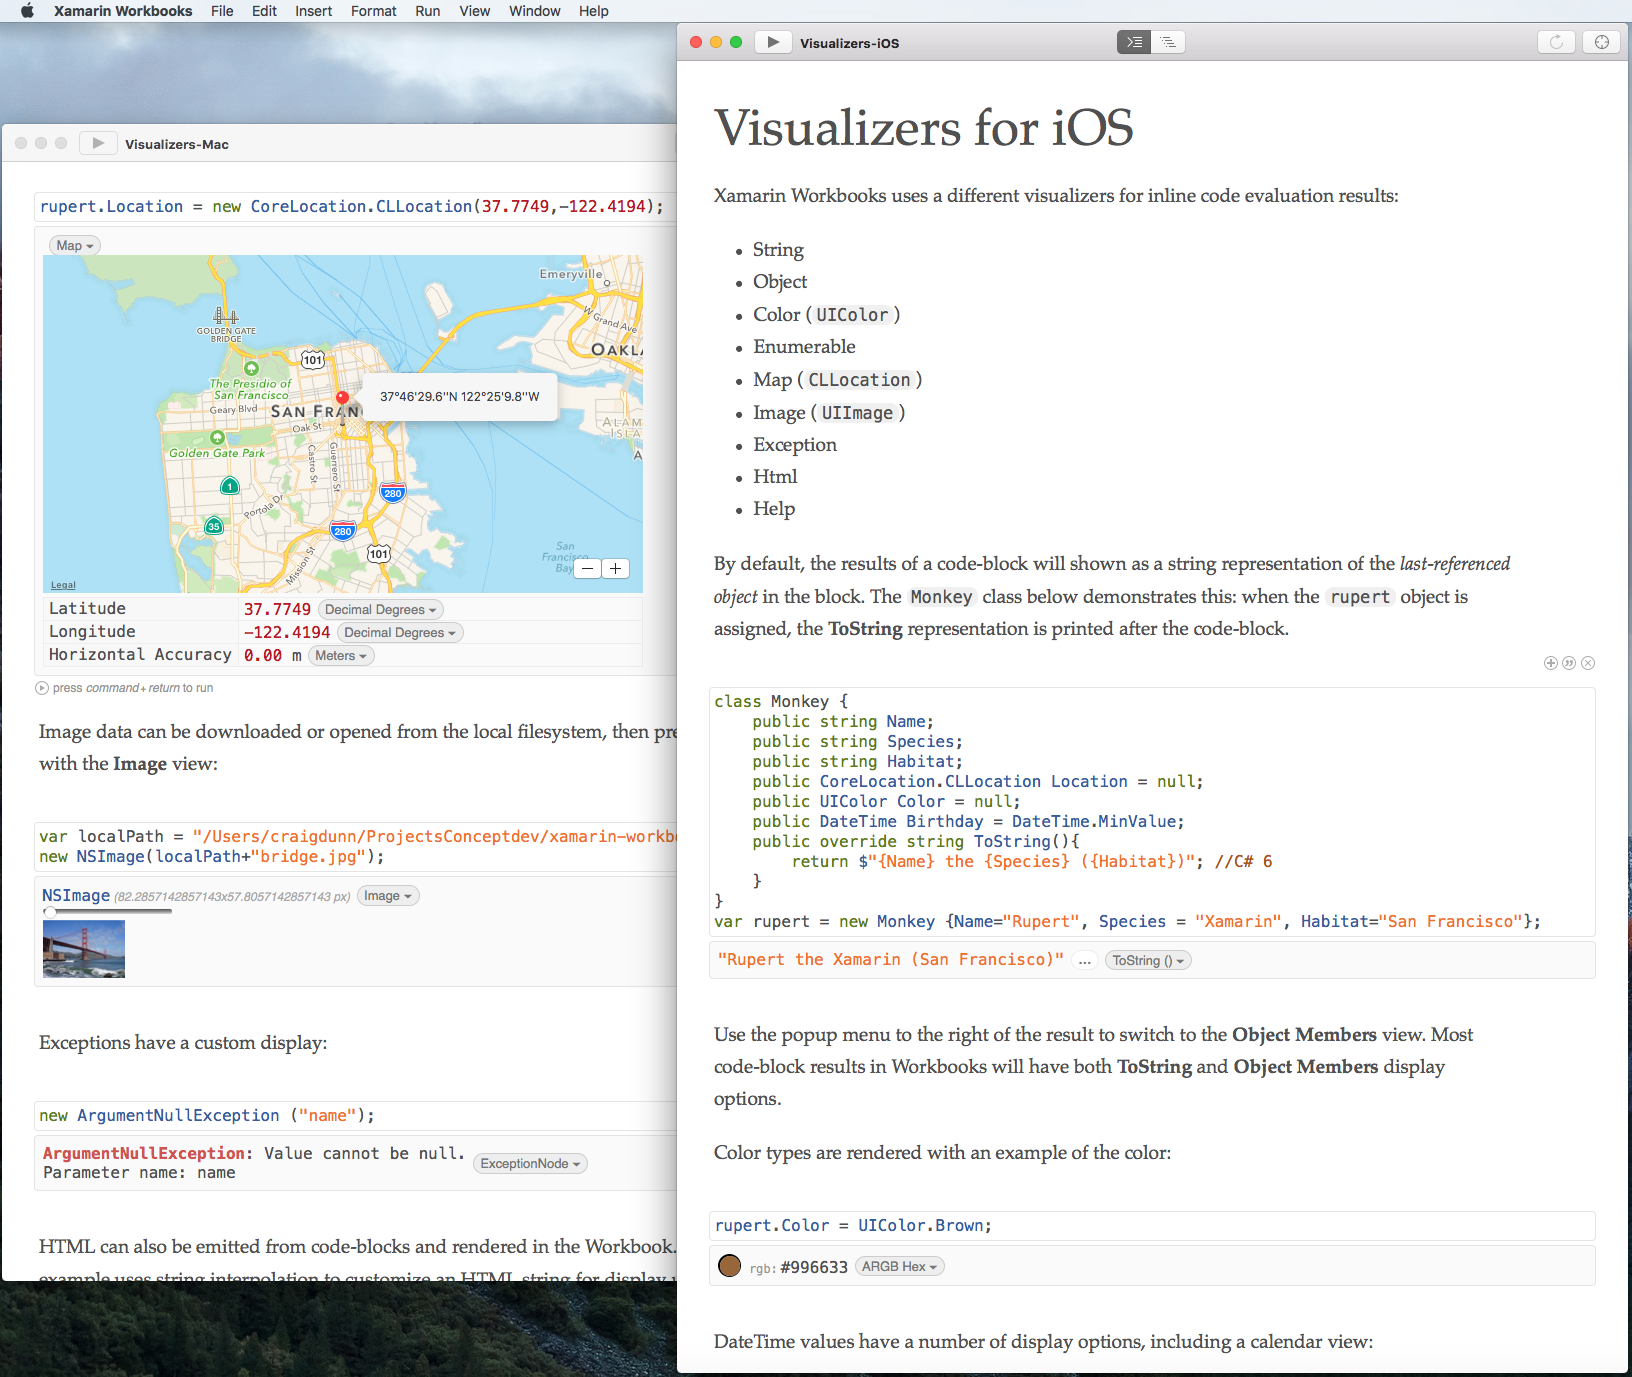 Xamarin Workbooks File Edit Insert Format Run View Window Help
Visualizers-Mac
rupert.Location = new CoreLocation.CLLocation(37.7749,-122.4194);
Map
Emeryville
W Grand Ave
GOLDEN GATE
BRIDGE
OAKL
101
The Presidio of
San Francisco
Geary Blvd
SAN FRAN
37°46'29.6"N 122°25'9.8"W
Oak St
ALAM
ISLA
A
Golden Gate Park
Castro St
Guerrero St
1
280
Portola Dr
35
280
101
Mission St
San
Francisco
Bay
− +
Legal
Latitude 37.7749 Decimal Degrees
Longitude -122.4194 Decimal Degrees
Horizontal Accuracy 0.00 m Meters
press command+return to run
Image data can be downloaded or opened from the local filesystem, then pre
with the Image view:
var localPath = "/Users/craigdunn/ProjectsConceptdev/xamarin-workb
new NSImage(localPath+"bridge.jpg");
NSImage (82.2857142857143x57.8057142857143 px) Image
Exceptions have a custom display:
new ArgumentNullException ("name");
ArgumentNullException: Value cannot be null.
Parameter name: name
ExceptionNode
HTML can also be emitted from code-blocks and rendered in the Workbook.
example uses string interpolation to customize an HTML string for display
Visualizers-iOS
Visualizers for iOS
Xamarin Workbooks uses a different visualizers for inline code evaluation results:
• String
• Object
• Color ( UIColor )
• Enumerable
• Map ( CLLocation )
• Image ( UIImage )
• Exception
• Html
• Help
By default, the results of a code-block will shown as a string representation of the last-referenced
object in the block. The Monkey class below demonstrates this: when the rupert object is
assigned, the ToString representation is printed after the code-block.
class Monkey {
public string Name;
public string Species;
public string Habitat;
public CoreLocation.CLLocation Location = null;
public UIColor Color = null;
public DateTime Birthday = DateTime.MinValue;
public override string ToString(){
return $"{Name} the {Species} ({Habitat})"; //C# 6
}
}
var rupert = new Monkey {Name="Rupert", Species = "Xamarin", Habitat="San Francisco"};
"Rupert the Xamarin (San Francisco)" ... ToString ()
Use the popup menu to the right of the result to switch to the Object Members view. Most
code-block results in Workbooks will have both ToString and Object Members display
options.
Color types are rendered with an example of the color:
rupert.Color = UIColor.Brown;
rgb: #996633 ARGB Hex
DateTime values have a number of display options, including a calendar view: